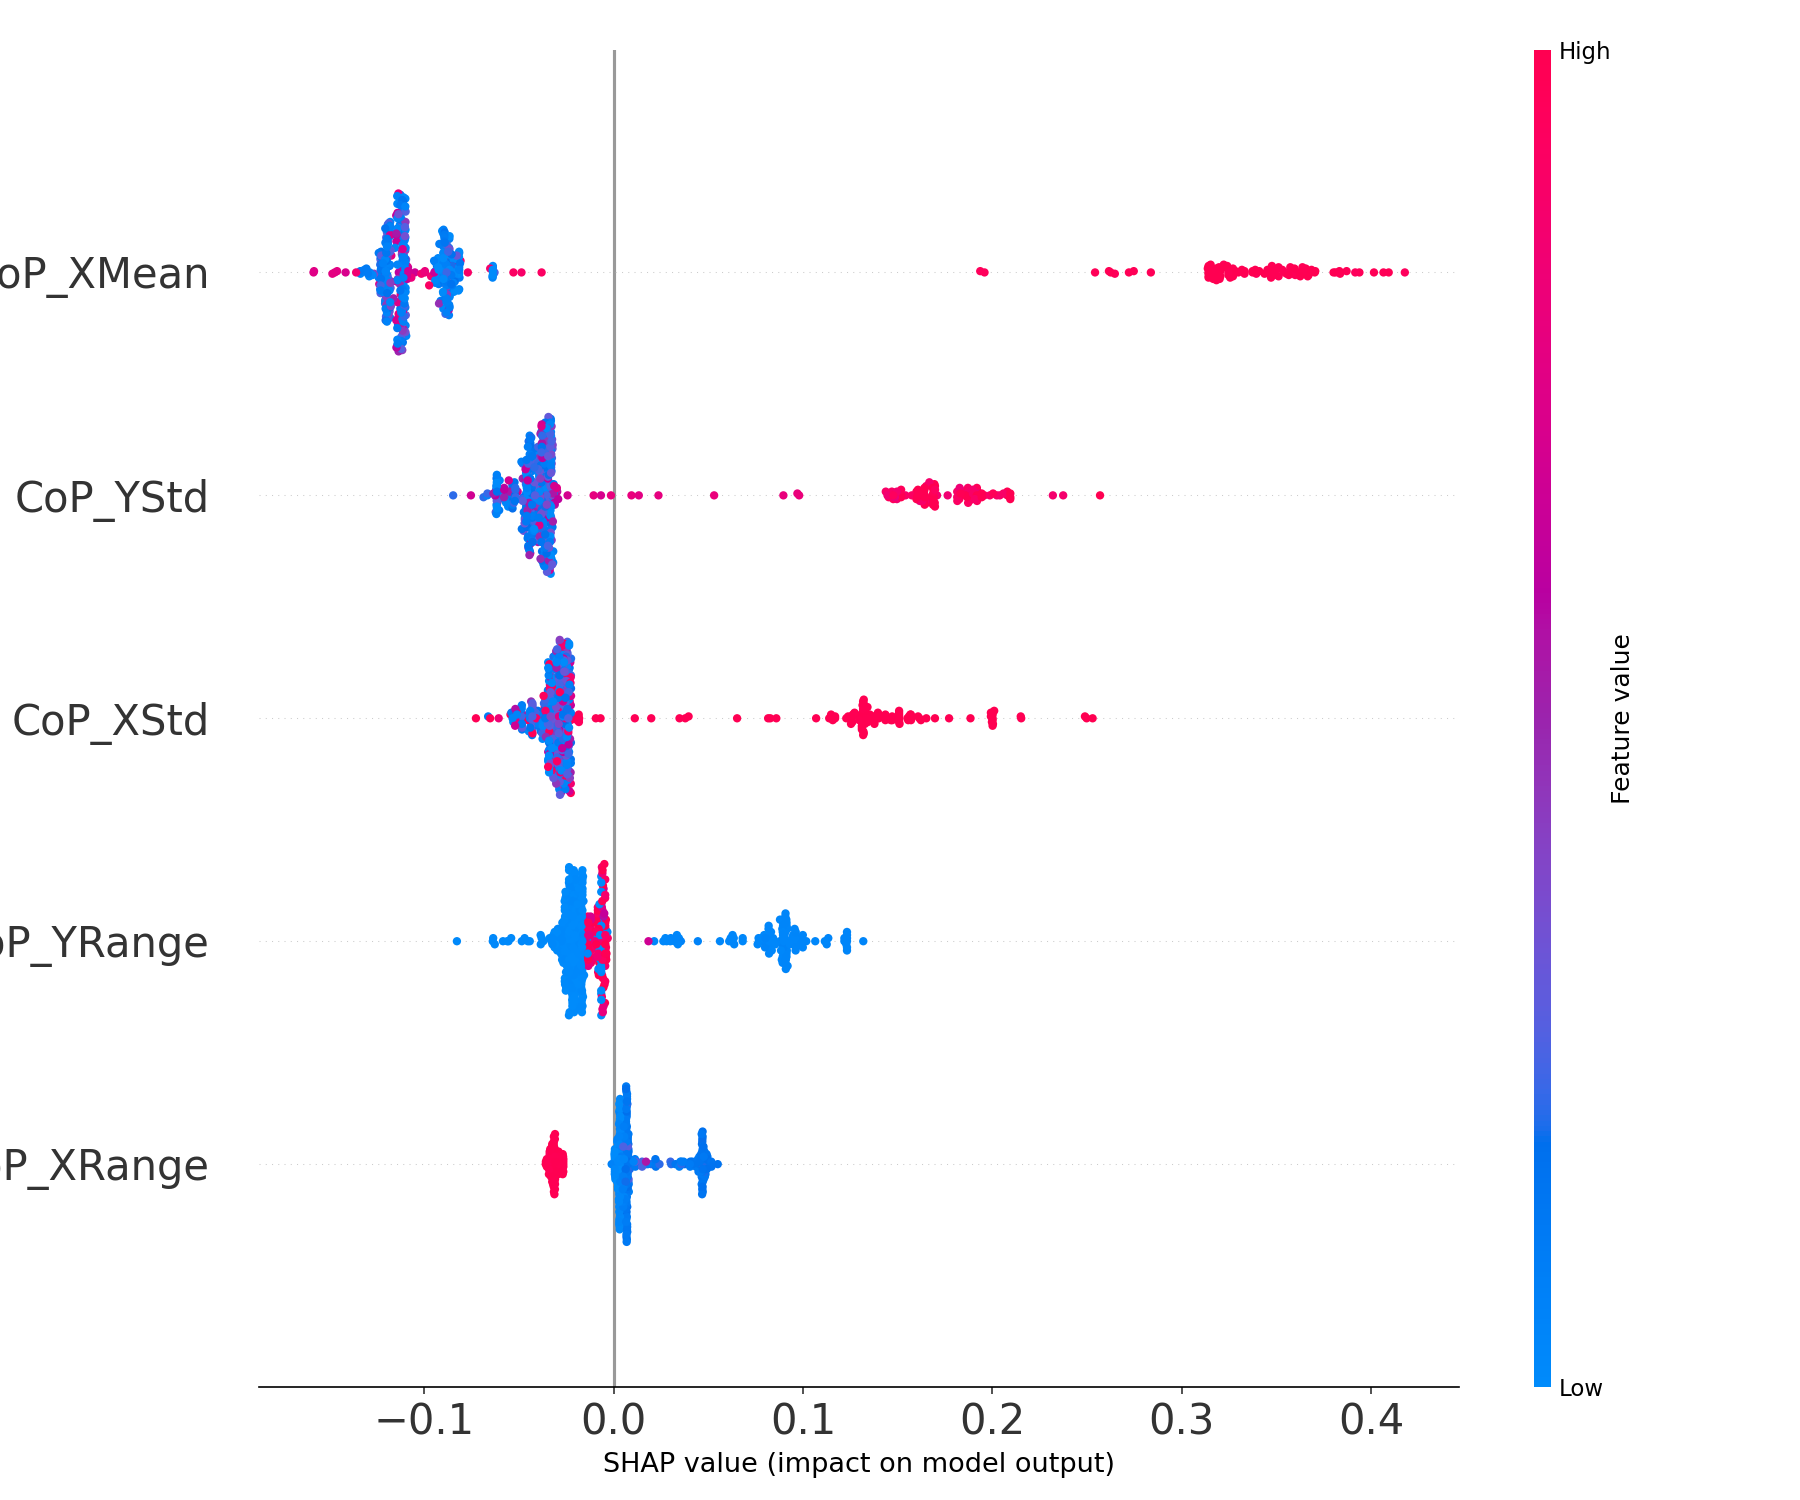 High
oP_XMean
CoP_YStd
CoP_XStd
oP_YRange
P_XRange
Feature value
Low
−0.1 0.0 0.1 0.2 0.3 0.4
SHAP value (impact on model output)